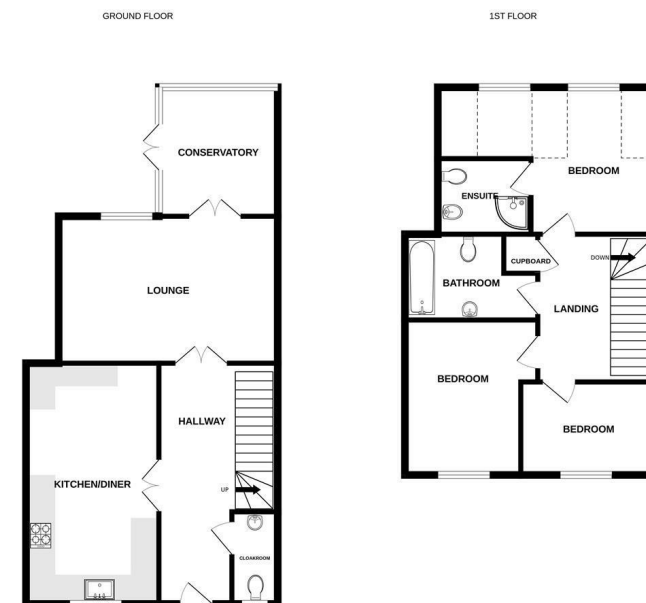 GROUND FLOOR
CONSERVATORY
LOUNGE
HALLWAY
KITCHEN/DINER
UP
CLOAKROOM
1ST FLOOR
BEDROOM
ENSUITE
CUPBOARD
DOWN
BATHROOM
LANDING
BEDROOM
BEDROOM